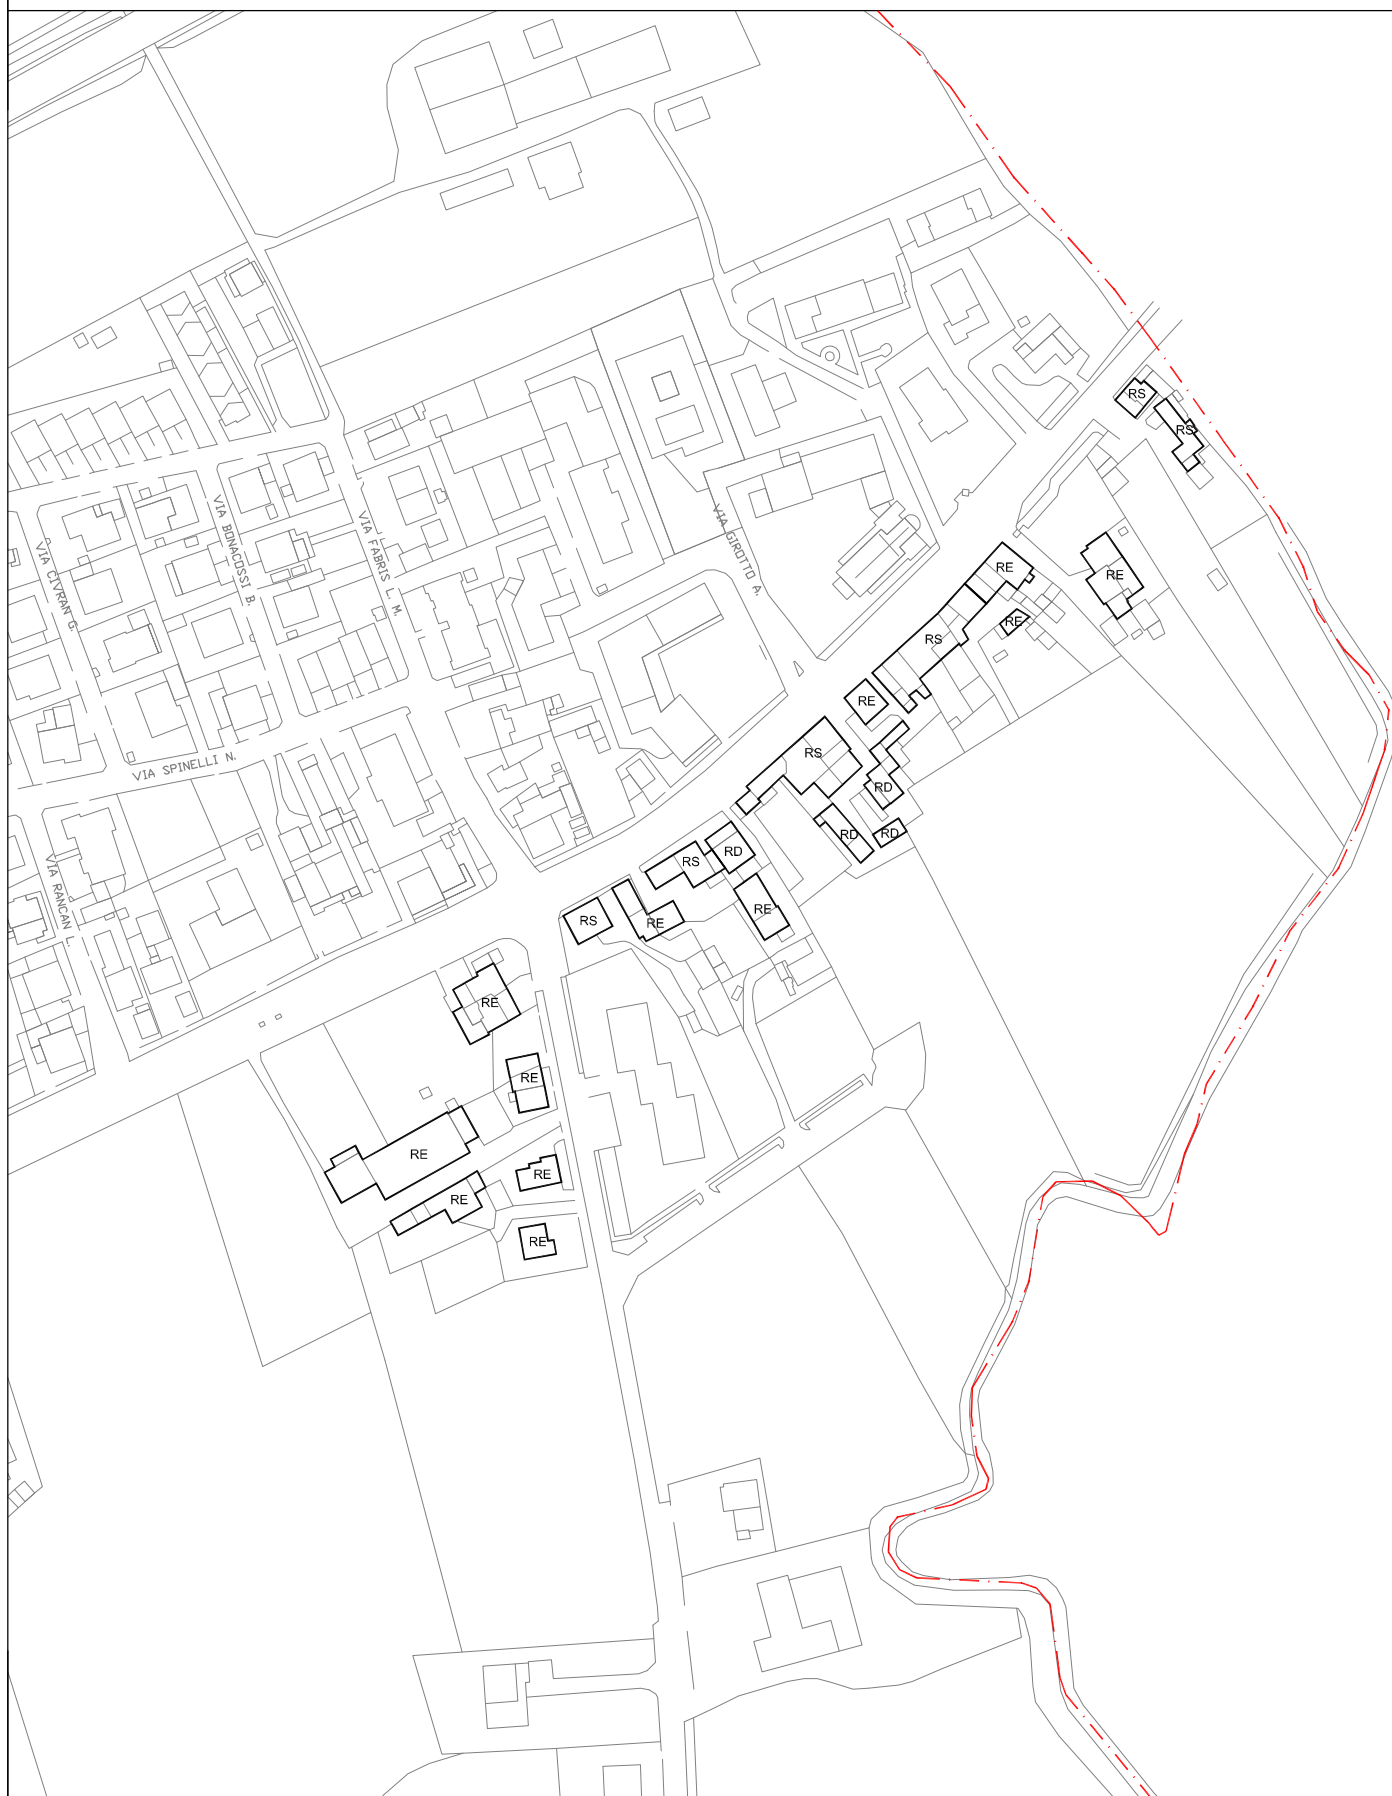 RS
RS
VIA BONACOSSI B.
VIA FABRIS L. M.
VIA GIROTTO A.
VIA CIVRAN G.
RE
RE
RE
RS
RE
RS
VIA SPINELLI N.
RD
RD
RD
RS
RD
VIA RANCAN
RE
RS
RE
RE
RE
RE
RE
RE
RE